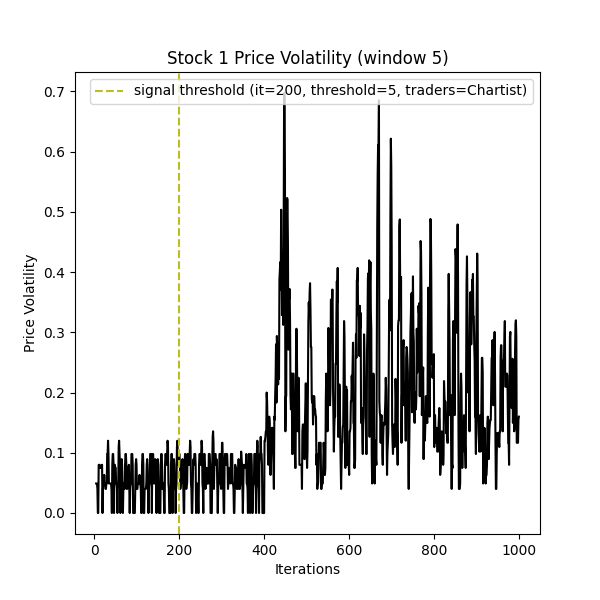 Stock 1 Price Volatility (window 5)
signal threshold (it=200, threshold=5, traders=Chartist)
0.7
0.6
0.5
0.4
0.3
0.2
0.1
0.0
Price Volatility
0 200 400 600 800 1000
Iterations